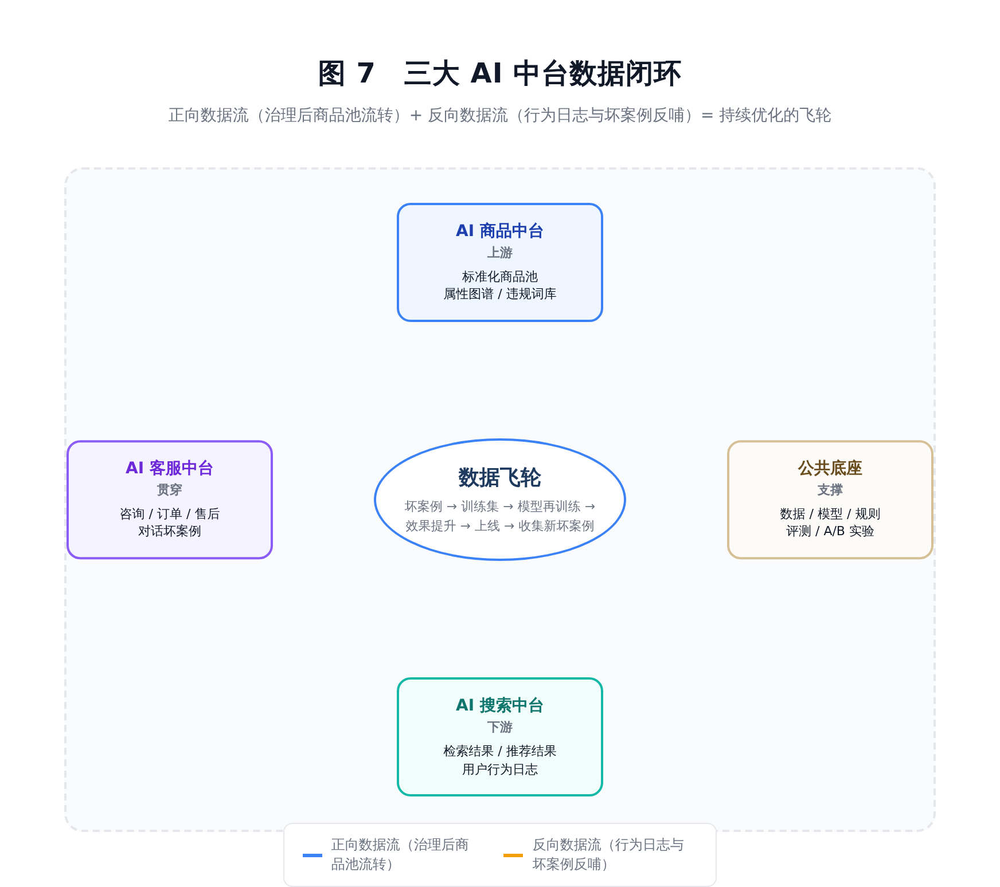 图 7 三大 AI 中台数据闭环
正向数据流（治理后商品池流转）+ 反向数据流（行为日志与坏案例反哺）= 持续优化的飞轮
AI 商品中台
上游
标准化商品池
属性图谱 / 违规词库
AI 客服中台
贯穿
咨询 / 订单 / 售后
对话坏案例
数据飞轮
坏案例 → 训练集 → 模型再训练 →
效果提升 → 上线 → 收集新坏案例
公共底座
支撑
数据 / 模型 / 规则
评测 / A/B 实验
AI 搜索中台
下游
检索结果 / 推荐结果
用户行为日志
正向数据流（治理后商
品池流转）
反向数据流（行为日志与
坏案例反哺）